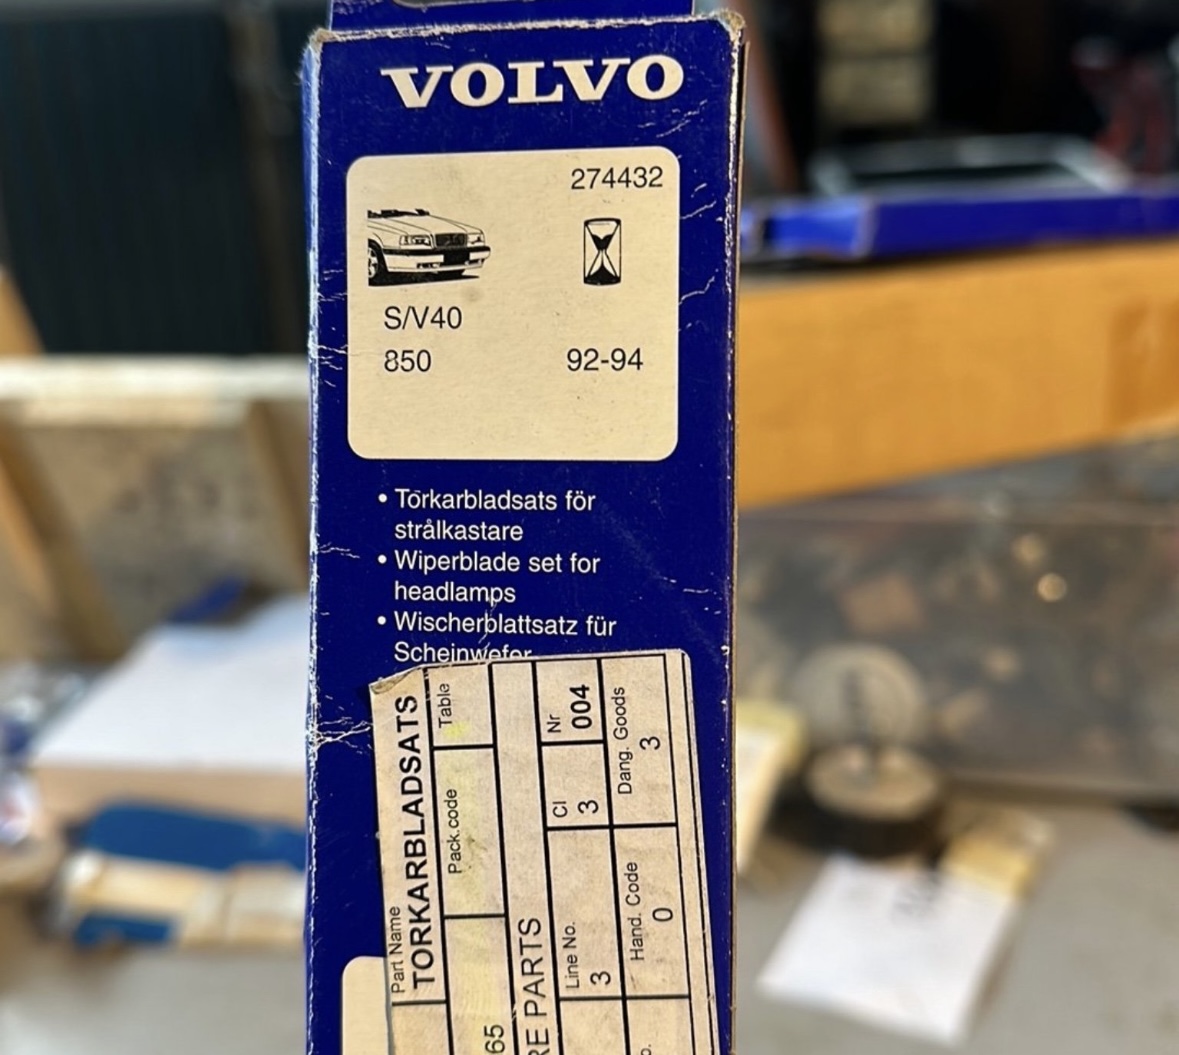 VOLVO
274432
S/V40
850 92-94
• Torkarbladsats för
strålkastare
• Wiperblade set for
headlamps
• Wischerblattsatz für
Scheinwefer
Part Name
TORKARBLADSATS
Pack.code
Table
65
RE PARTS
Line No.
3
Cl
3
Nr
004
Hand. Code
0
Dang. Goods
3